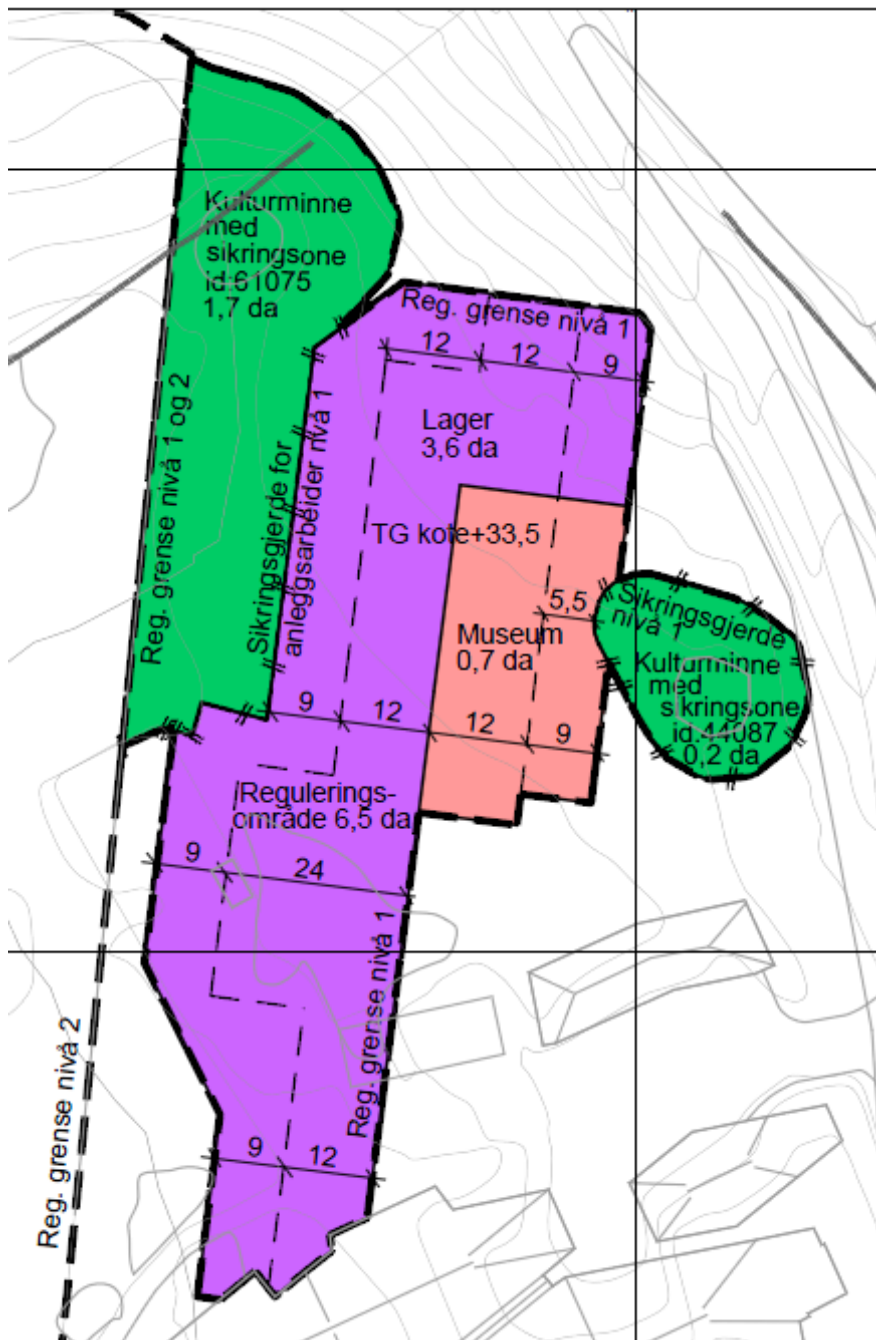 Kulturminne
med
sikringsone
id:61075
1,7 da
Reg. grense nivå 1
12
12
9
Lager
3,6 da
Reg. grense nivå 1 og 2
Sikringsgjerde for
anleggsarbeider nivå 1
TG kote+33,5
5,5
Museum
0,7 da
Sikringsgjerde
nivå 1
Kulturminne
med
sikringsone
id.44087
0,2 da
9
12
12
9
Regulerings-
område 6,5 da
9
24
Reg. grense nivå 1
Reg. grense nivå 2
9
12